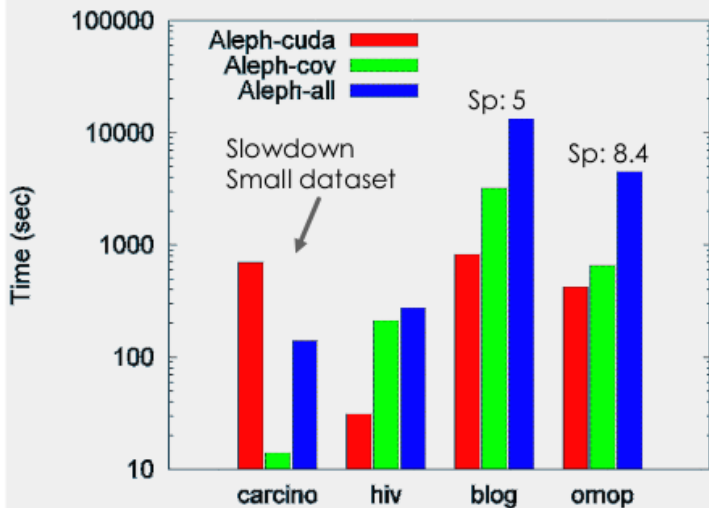 100000
10000
1000
100
10
Time (sec)
Aleph-cuda
Aleph-cov
Aleph-all
Slowdown
Small dataset
Sp: 5
Sp: 8.4
carcino hiv blog omop